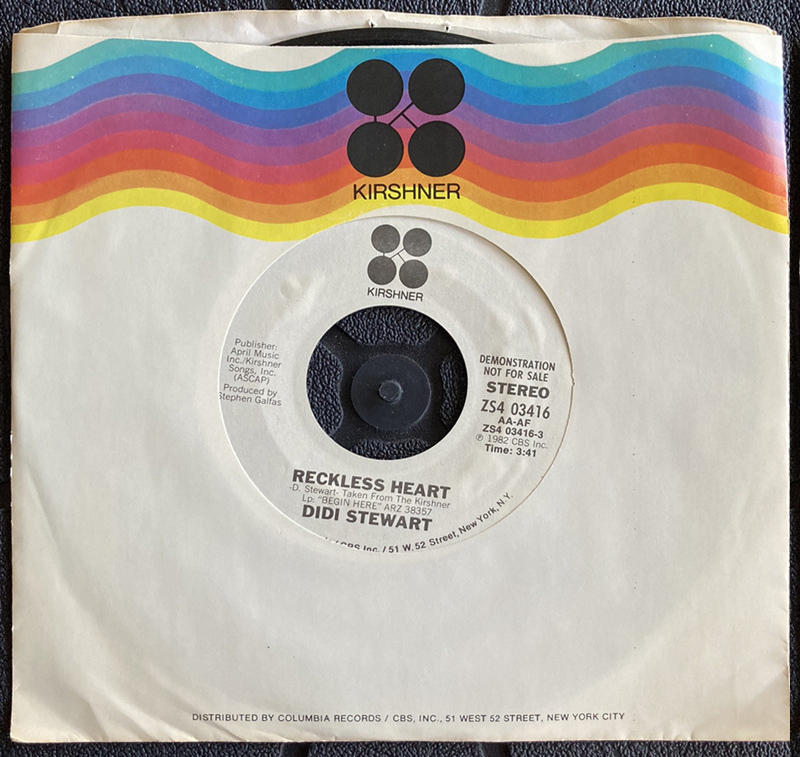 KIRSHNER
KIRSHNER
Publisher:
April Music
Inc./Kirshner
Songs, Inc.
(ASCAP)
Produced by
Stephen Galfas
DEMONSTRATION
NOT FOR SALE
STEREO
ZS4 03416
AA-AF
ZS4 03416-3
℗ 1982 CBS Inc.
Time: 3:41
RECKLESS HEART
-D. Stewart- Taken From The Kirshner
Lp: "BEGIN HERE" ARZ 38357
DIDI STEWART
CBS Inc. / 51 W. 52 Street, New York, N.Y.
DISTRIBUTED BY COLUMBIA RECORDS / CBS, INC., 51 WEST 52 STREET, NEW YORK CITY